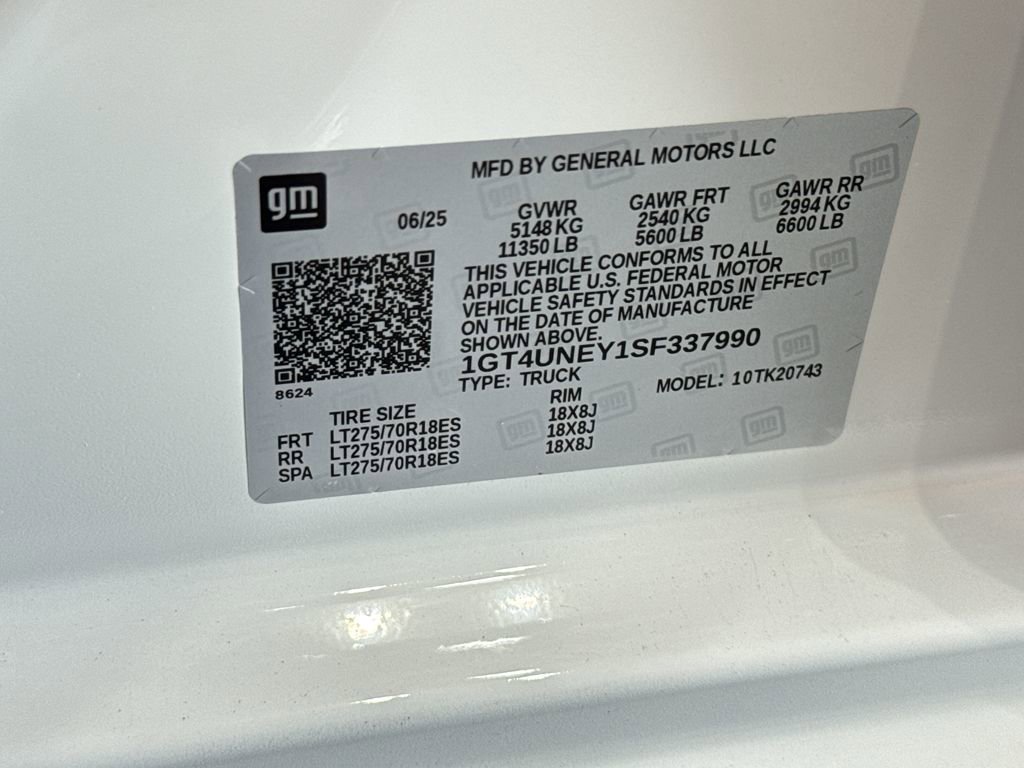 MFD BY GENERAL MOTORS LLC
gm
06/25
GVWR GAWR FRT GAWR RR
5148 KG 2540 KG 2994 KG
11350 LB 5600 LB 6600 LB
THIS VEHICLE CONFORMS TO ALL
APPLICABLE U.S. FEDERAL MOTOR
VEHICLE SAFETY STANDARDS IN EFFECT
ON THE DATE OF MANUFACTURE
SHOWN ABOVE.
1GT4UNEY1SF337990
TYPE: TRUCK MODEL: 10TK20743
8624
TIRE SIZE RIM
FRT LT275/70R18ES 18X8J
RR LT275/70R18ES 18X8J
SPA LT275/70R18ES 18X8J